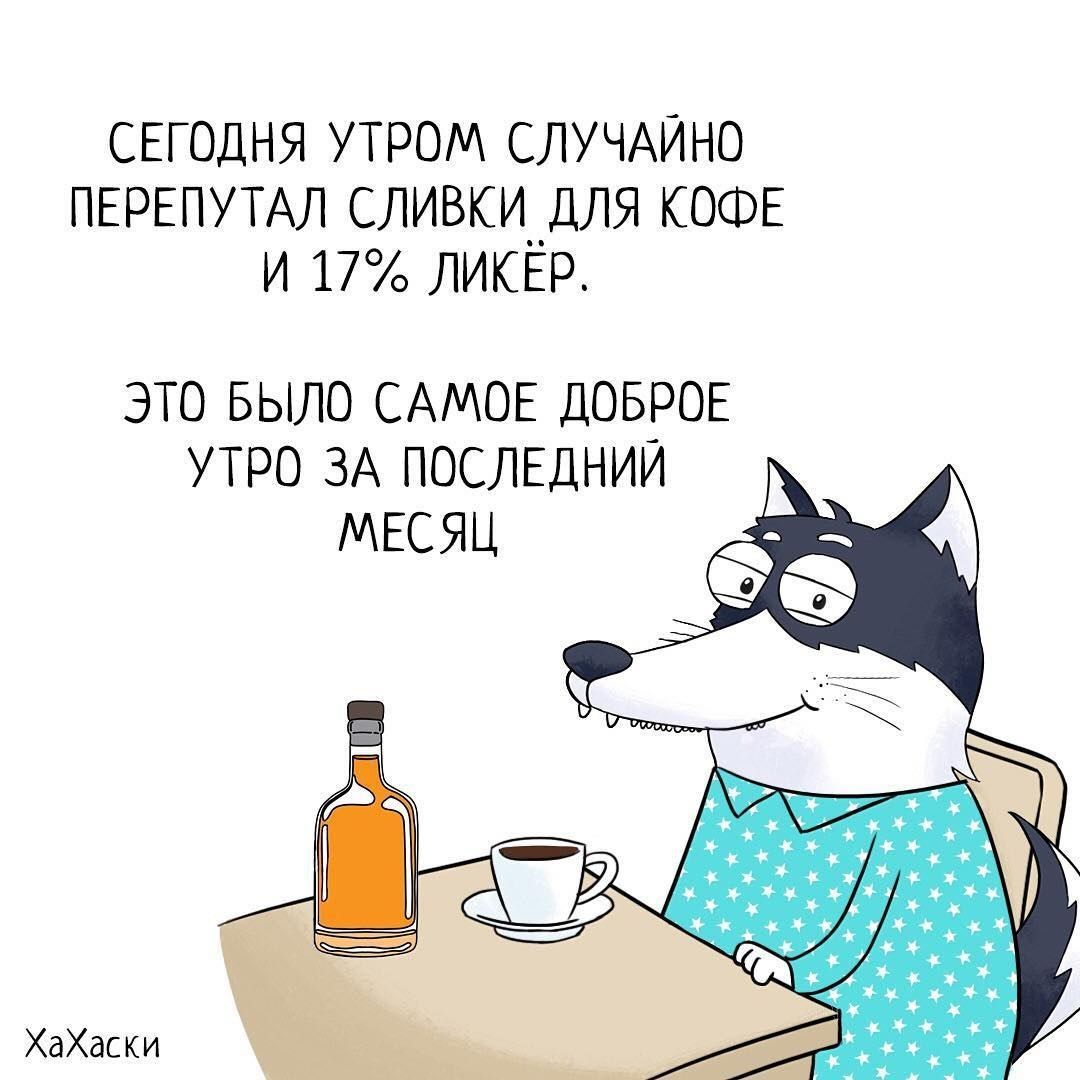 СЕГОДНЯ УТРОМ СЛУЧАЙНО
ПЕРЕПУТАЛ СЛИВКИ ДЛЯ КОФЕ
И 17% ЛИКЁР.
ЭТО БЫЛО САМОЕ ДОБРОЕ
УТРО ЗА ПОСЛЕДНИЙ
МЕСЯЦ
ХаХаски